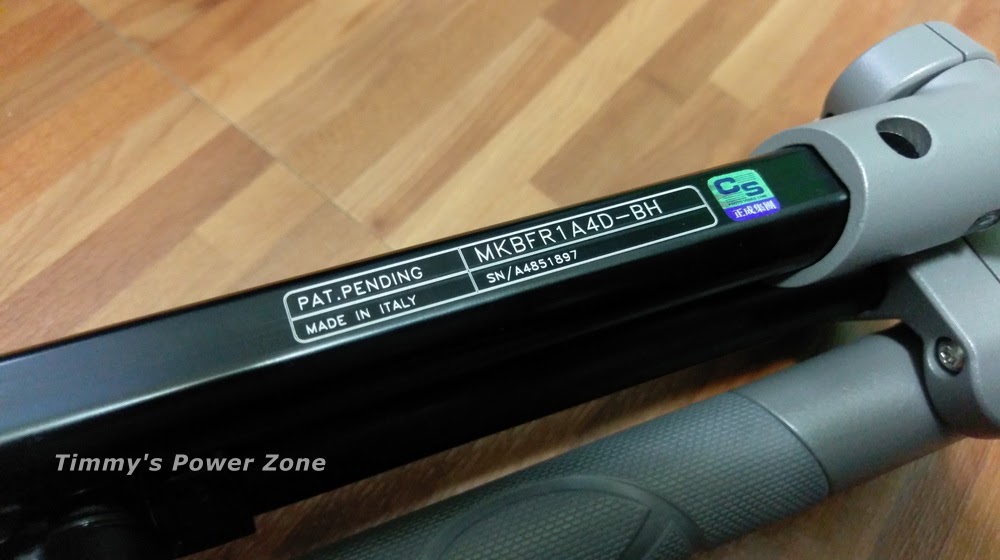 PAT.PENDING
MKBFR1A4D-BH
MADE IN ITALY
SN/A4851897
CS
正成集團
Timmy's Power Zone